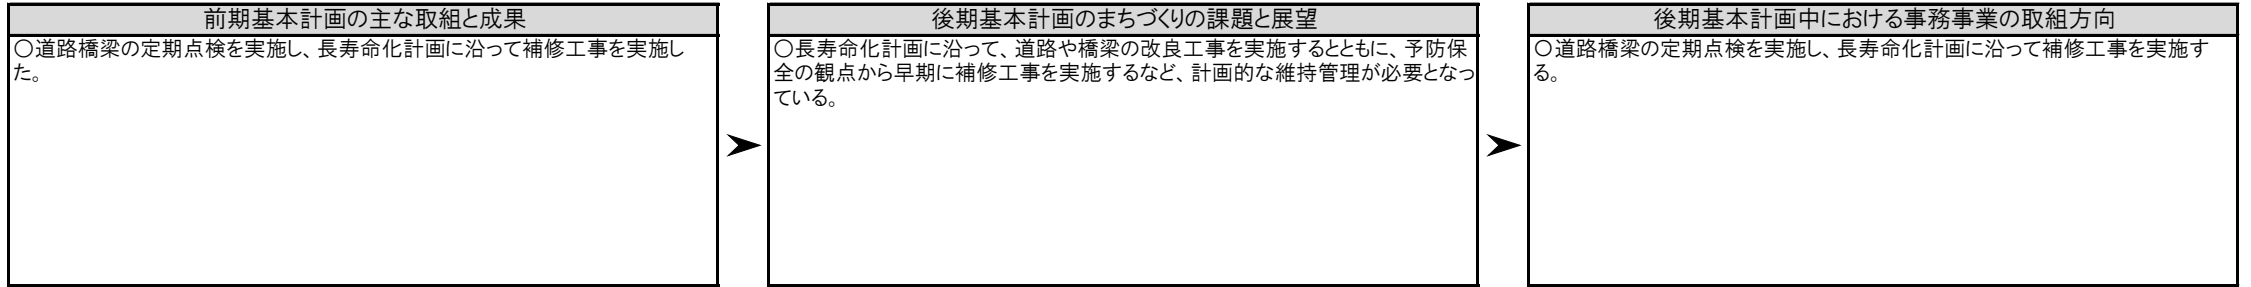 前期基本計画の主な取組と成果
○道路橋梁の定期点検を実施し、長寿命化計画に沿って補修工事を実施し
た。
後期基本計画のまちづくりの課題と展望
○長寿命化計画に沿って、道路や橋梁の改良工事を実施するとともに、予防保
全の観点から早期に補修工事を実施するなど、計画的な維持管理が必要となっ
ている。
後期基本計画中における事務事業の取組方向
○道路橋梁の定期点検を実施し、長寿命化計画に沿って補修工事を実施す
る。